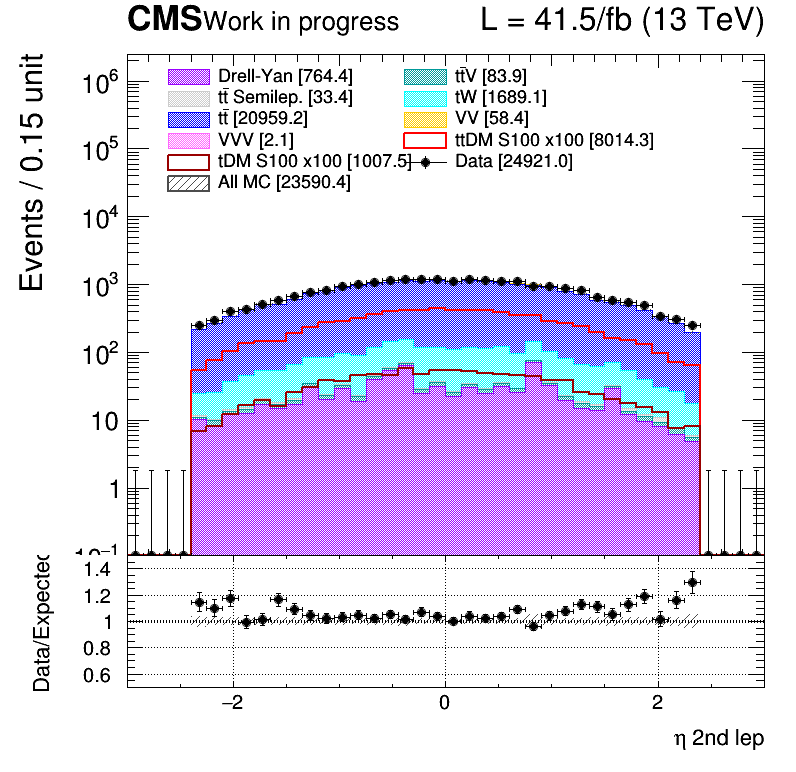 CMS Work in progress L = 41.5/fb (13 TeV)
Events / 0.15 unit
Drell-Yan [764.4] tt̄V [83.9]
tt̄ Semilep. [33.4] tW [1689.1]
tt̄ [20959.2] VV [58.4]
VVV [2.1] ttDM S100 x100 [8014.3]
tDM S100 x100 [1007.5] Data [24921.0]
All MC [23590.4]
10⁶
10⁵
10⁴
10³
10²
10
1
10⁻¹
Data/Expected
1.4
1.2
1
0.8
0.6
−2 0 2
η 2nd lep